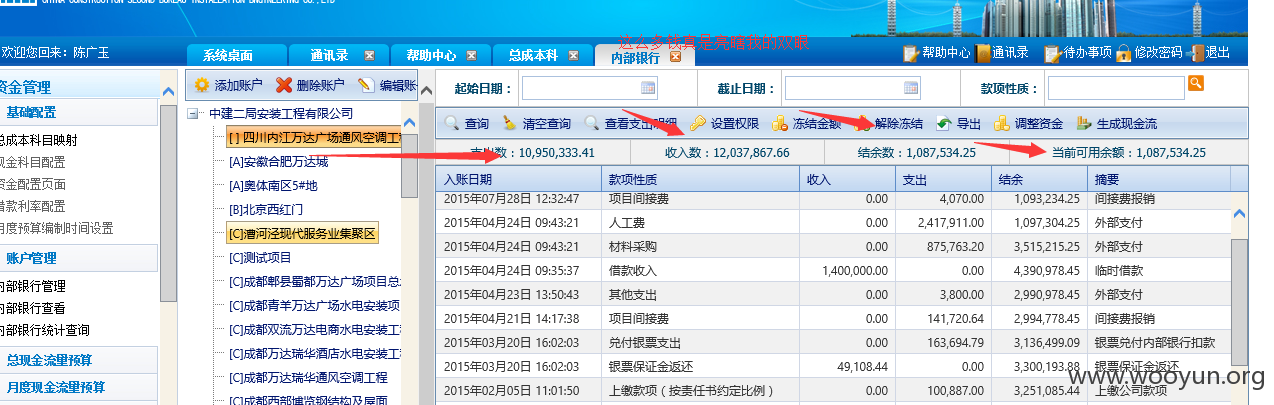 CHINA CONSTRUCTION SECOND BUREAU INSTALLATION ENGINEERING CO., LTD
欢迎您回来：陈广玉
系统桌面 通讯录 帮助中心 总成本科 内部银行
帮助中心 通讯录 待办事项 修改密码 退出
资金管理
基础配置
总成本科目映射
现金科目配置
资金配置页面
借款利率配置
月度预算编制时间设置
账户管理
内部银行管理
内部银行查看
内部银行统计查询
总现金流量预算
月度现金流量预算
添加账户 删除账户 编辑账
中建二局安装工程有限公司
[ ] 四川内江万达广场通风空调工程
[A]安徽合肥万达城
[A]奥体南区5#地
[B]北京西红门
[C]漕河泾现代服务业集聚区
[C]测试项目
[C]成都郫县蜀都万达广场项目总
[C]成都青羊万达广场水电安装项
[C]成都双流万达电商水电安装工
[C]成都万达瑞华酒店水电安装工
[C]成都万达瑞华通风空调工程
[C]成都西部博览钢结构及屋面
起始日期： 截止日期： 款项性质：
查询 清空查询 查看支出明细 设置权限 冻结金额 解除冻结 导出 调整资金 生成现金流
支出数：10,950,333.41 收入数：12,037,867.66 结余数：1,087,534.25 当前可用余额：1,087,534.25
入账日期 款项性质 收入 支出 结余 摘要
2015年07月28日 12:32:47 项目间接费 0.00 4,070.00 1,093,234.25 间接费报销
2015年04月24日 09:43:21 人工费 0.00 2,417,911.00 1,097,304.25 外部支付
2015年04月24日 09:43:21 材料采购 0.00 875,763.20 3,515,215.25 外部支付
2015年04月24日 09:35:37 借款收入 1,400,000.00 0.00 4,390,978.45 临时借款
2015年04月23日 13:50:43 其他支出 0.00 3,800.00 2,990,978.45 外部支付
2015年04月21日 14:17:38 项目间接费 0.00 141,720.64 2,994,778.45 间接费报销
2015年03月20日 16:02:03 兑付银票支出 0.00 163,694.79 3,136,499.09 银票兑付内部银行扣款
2015年03月20日 16:02:03 银票保证金返还 49,108.44 0.00 3,300,193.88 银票保证金返还
2015年02月05日 11:01:50 上缴款项（按责任书约定比例） 0.00 100,887.00 3,251,085.44 上缴公司款项
www.wooyun.org